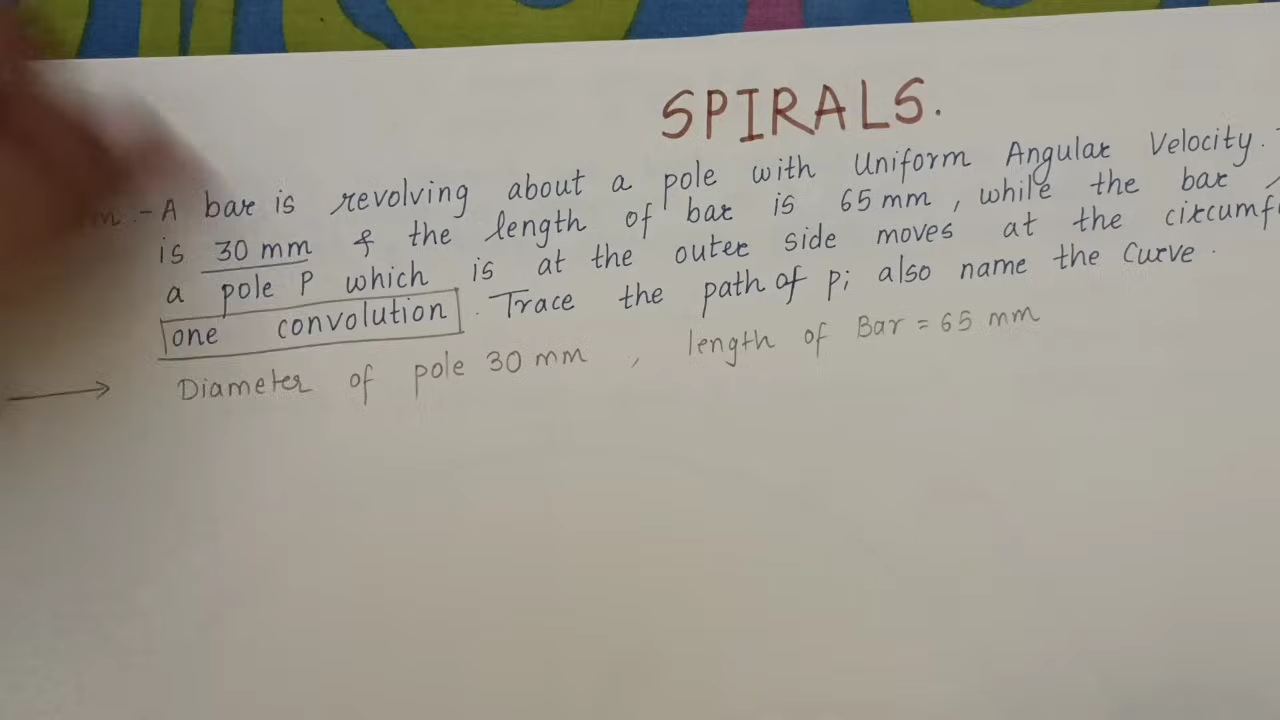 SPIRALS.
- A bar is revolving about a pole with Uniform Angular Velocity.
is 30 mm & the length of bar is 65 mm, while the bar
a pole P which is at the outer side moves at the
one convolution. Trace the path of P; also name the Curve.
Diameter of pole 30 mm, length of Bar = 65 mm